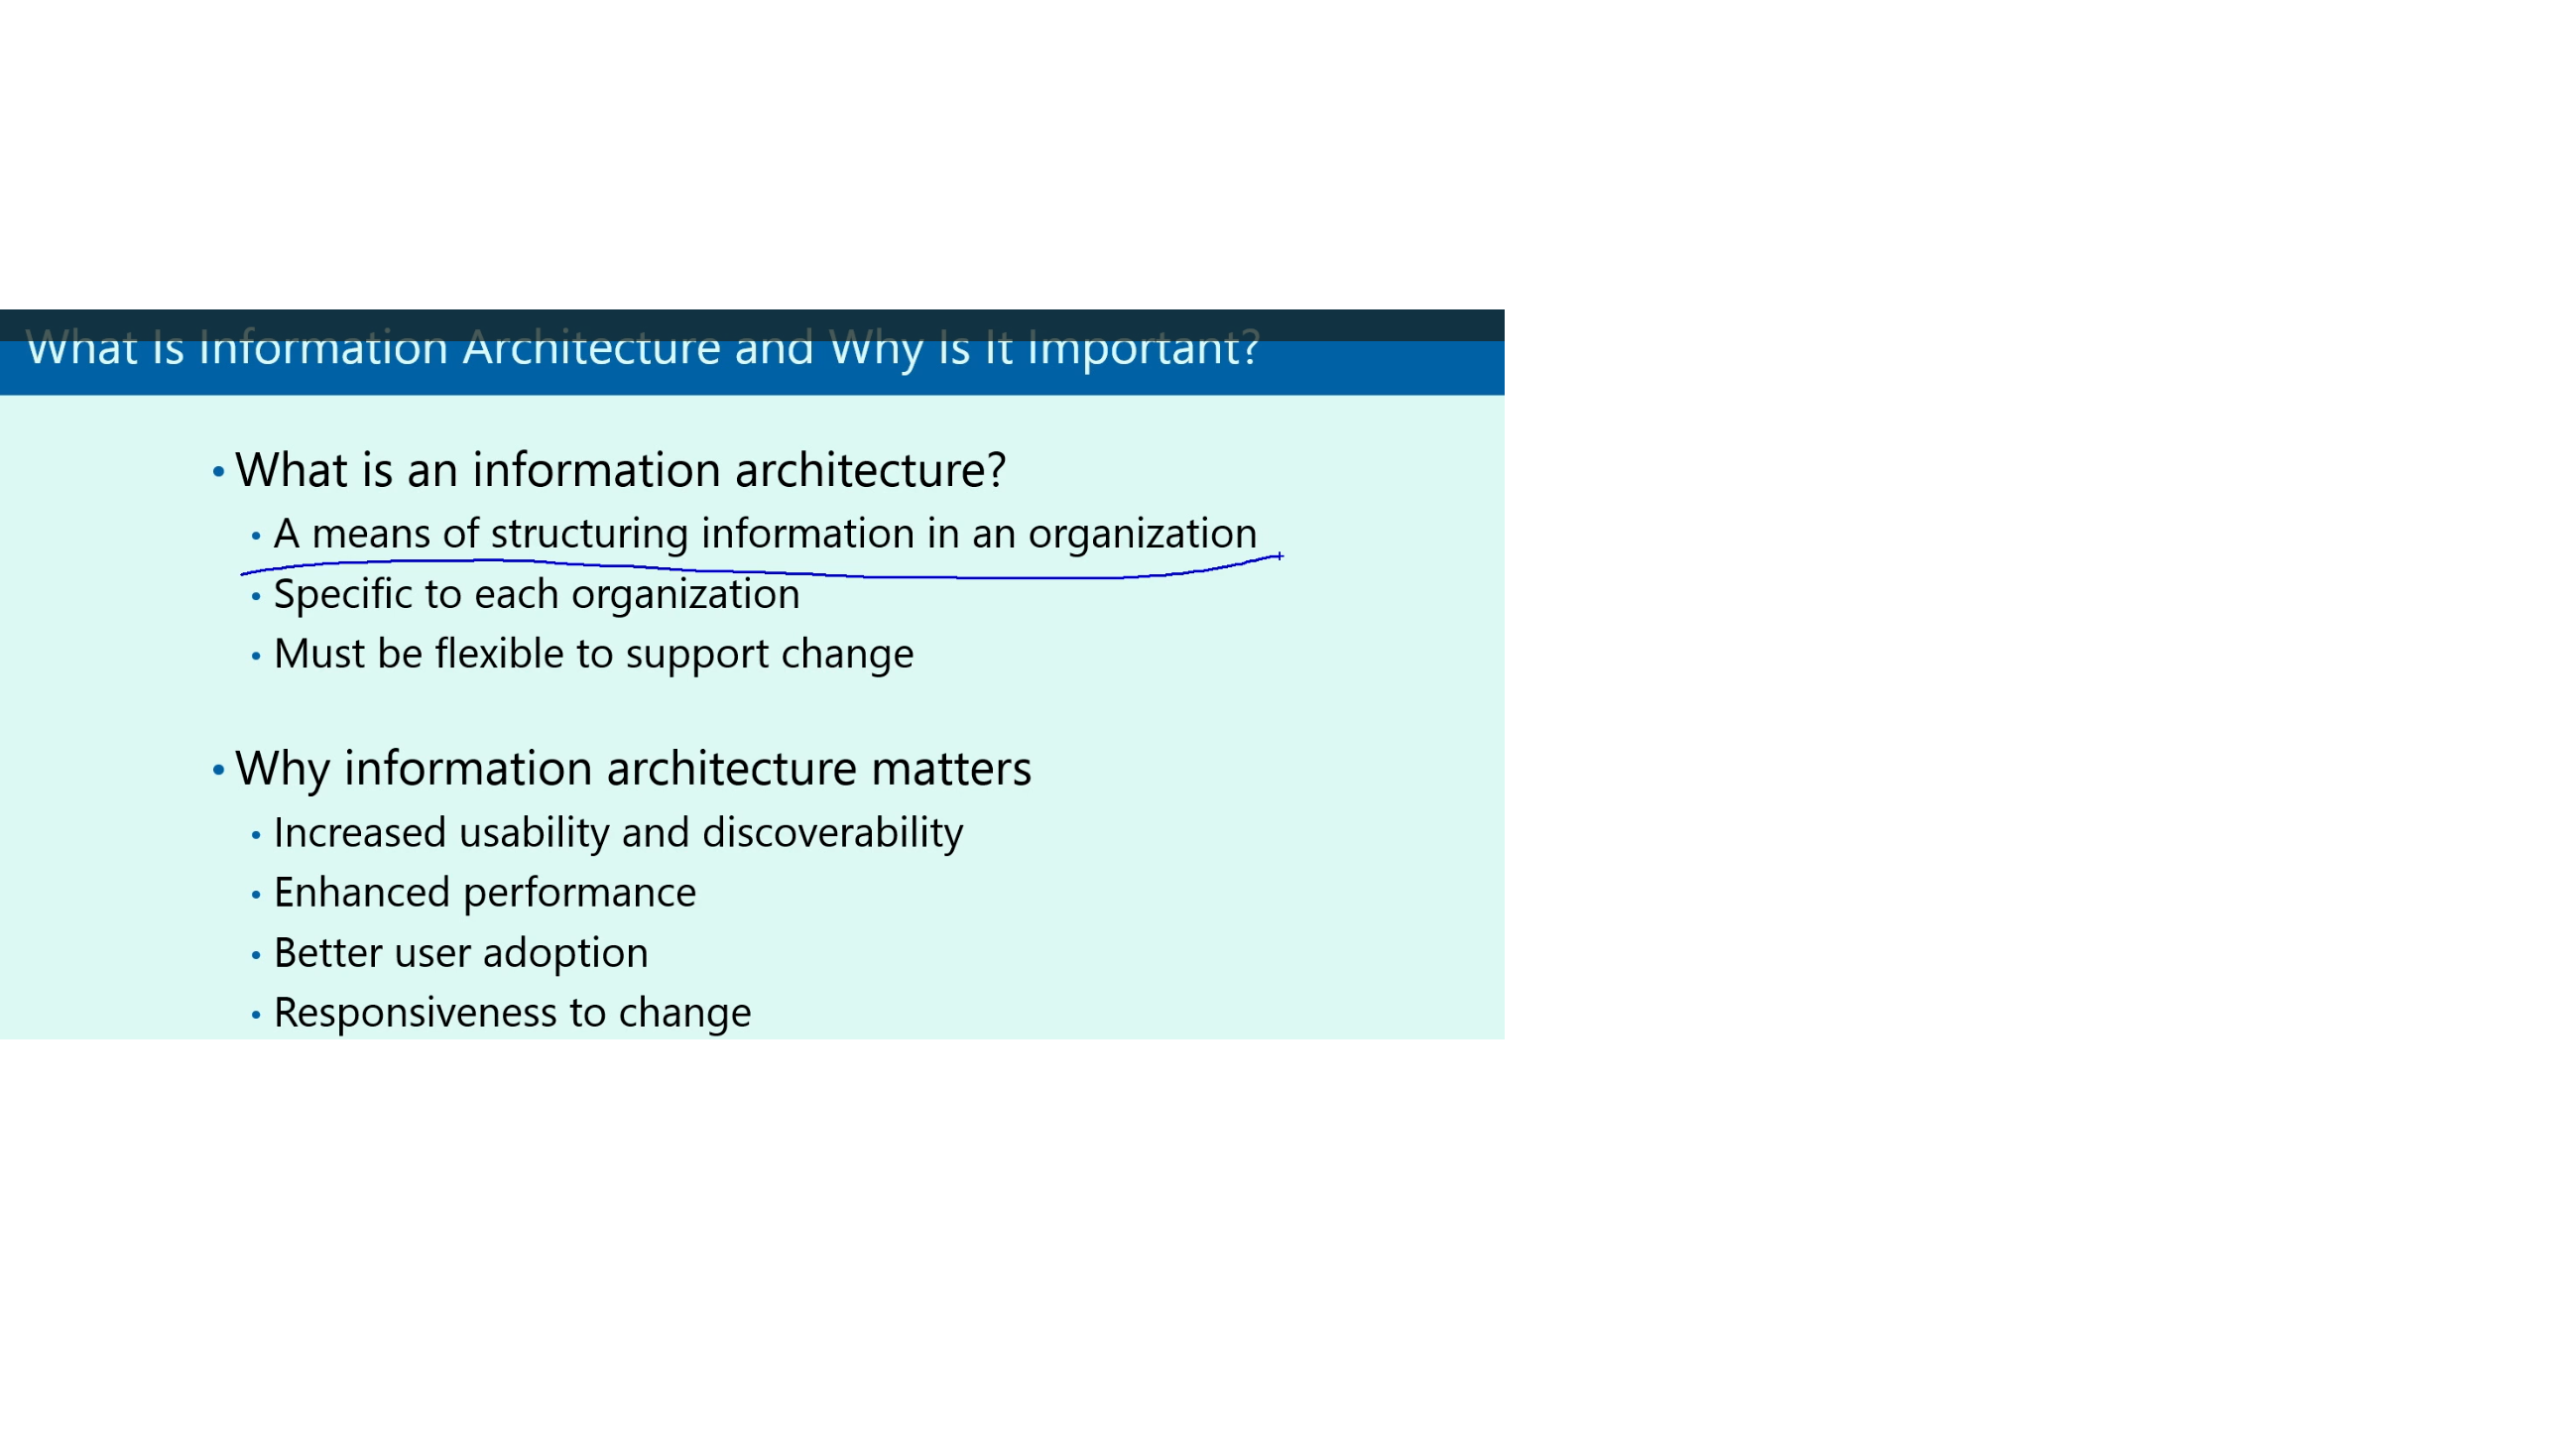 What Is Information Architecture and Why Is It Important?
• What is an information architecture?
• A means of structuring information in an organization
• Specific to each organization
• Must be flexible to support change
• Why information architecture matters
• Increased usability and discoverability
• Enhanced performance
• Better user adoption
• Responsiveness to change